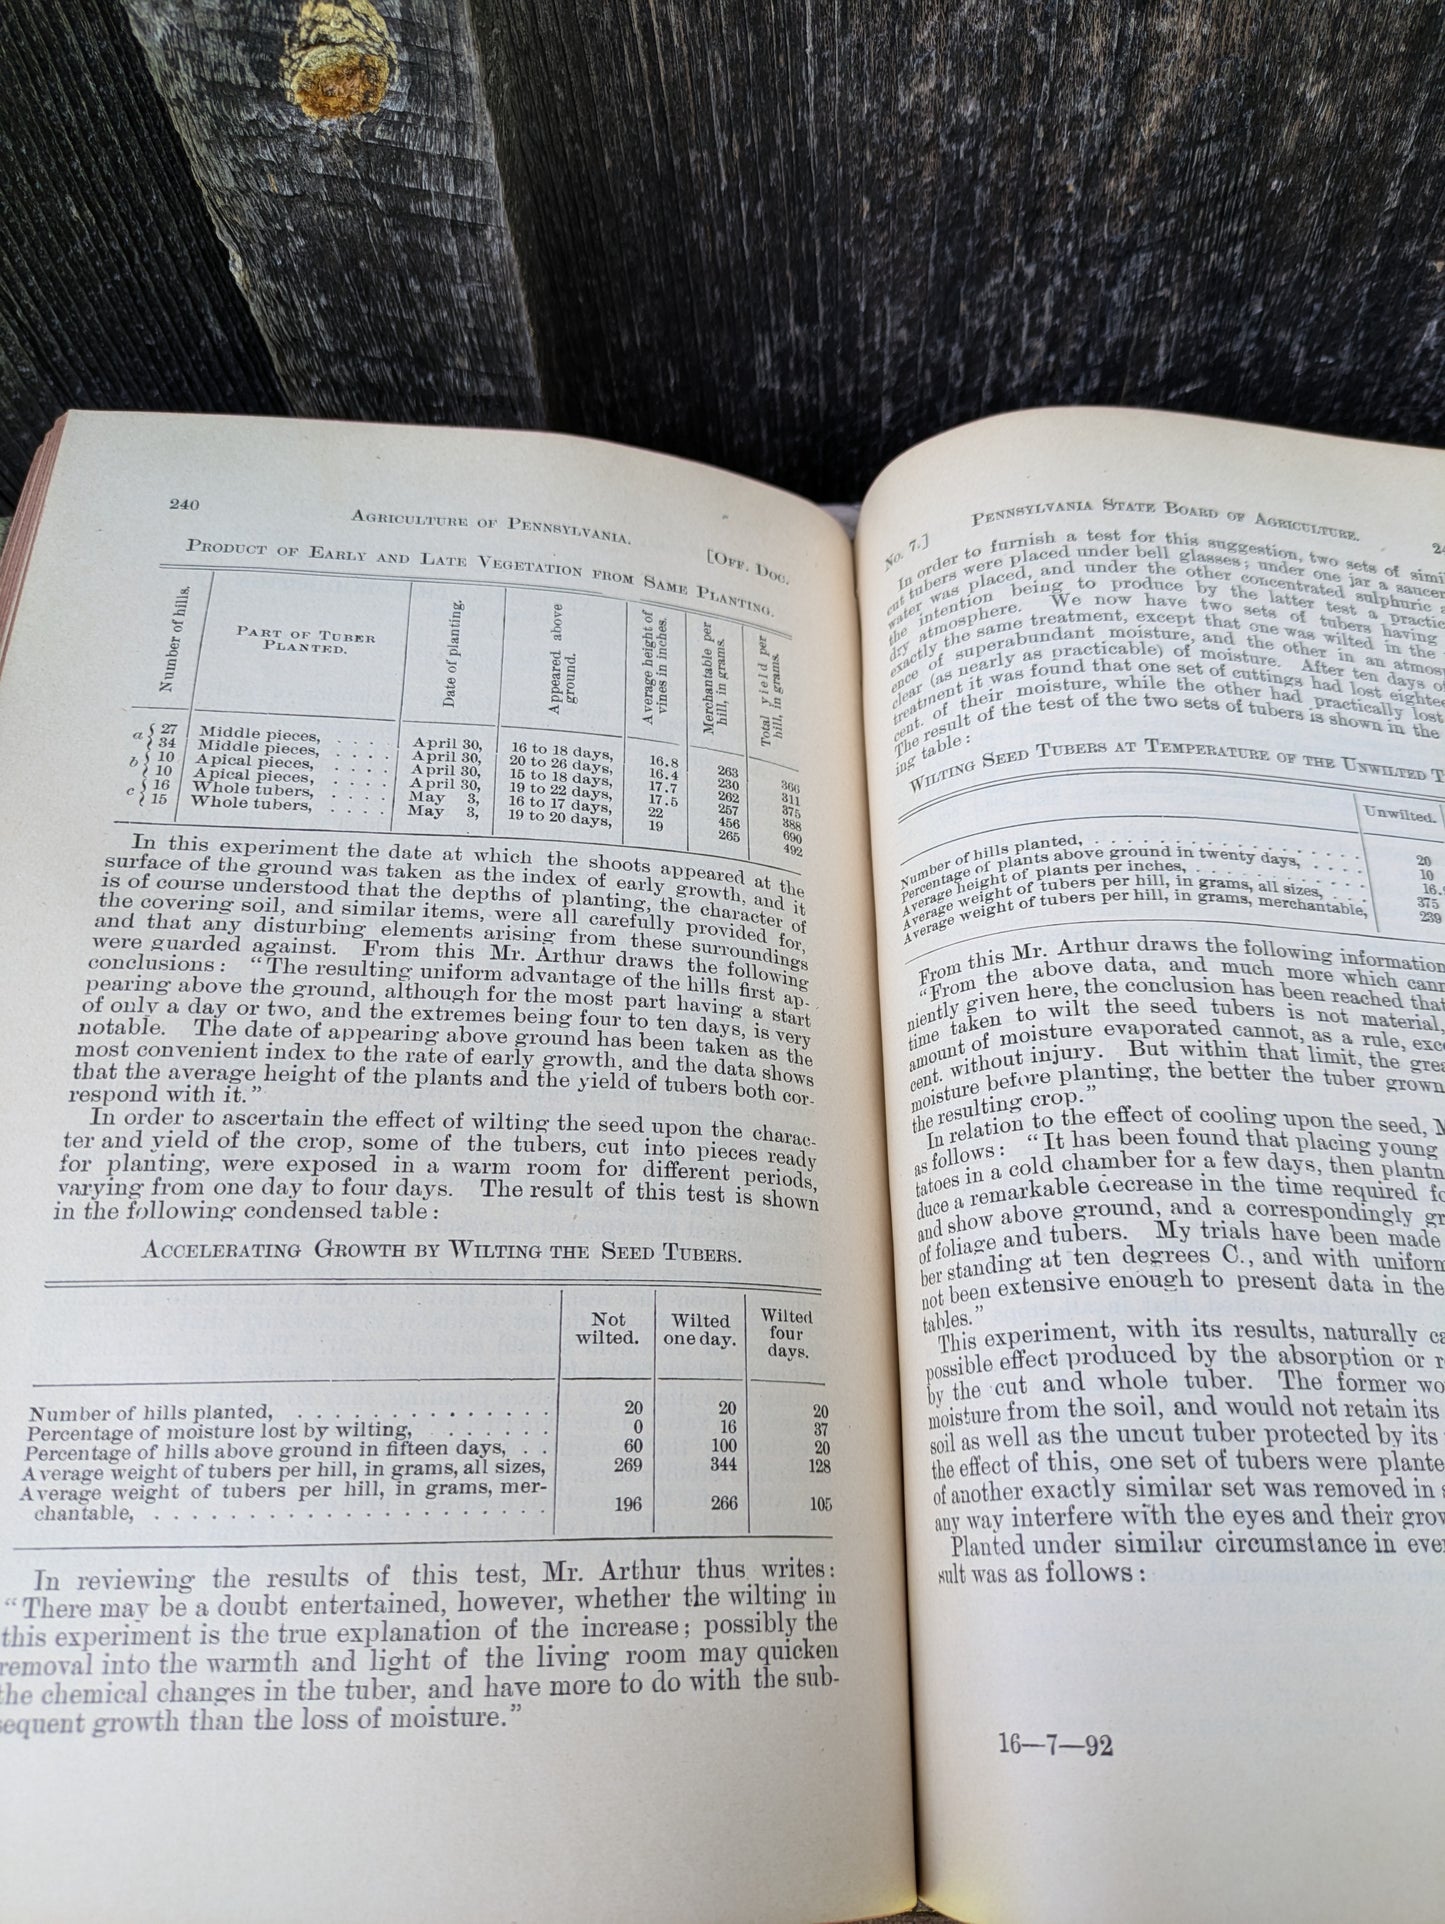 240
AGRICULTURE OF PENNSYLVANIA.
[OFF. DOC.
PRODUCT OF EARLY AND LATE VEGETATION FROM SAME PLANTING.
Number of hills.
PART OF TUBER
PLANTED.
Date of planting.
Appeared above
ground.
Average height of
vines in inches.
Merchantable per
hill, in grams.
Total yield per
hill, in grams.
a { 27 Middle pieces, . . . . April 30, 16 to 18 days, 16.8 263 366
34 Middle pieces, . . . . April 30, 20 to 26 days, 16.4 230 311
b { 10 Apical pieces, . . . . April 30, 15 to 18 days, 17.7 262 375
10 Apical pieces, . . . . April 30, 19 to 22 days, 17.5 257 388
c { 16 Whole tubers, . . . . May 3, 16 to 17 days, 22 456 690
15 Whole tubers, . . . . May 3, 19 to 20 days, 19 265 492
In this experiment the date at which the shoots appeared at the
surface of the ground was taken as the index of early growth, and it
is of course understood that the depths of planting, the character of
the covering soil, and similar items, were all carefully provided for,
and that any disturbing elements arising from these surroundings
were guarded against. From this Mr. Arthur draws the following
conclusions: "The resulting uniform advantage of the hills first ap-
pearing above the ground, although for the most part having a start
of only a day or two, and the extremes being four to ten days, is very
notable. The date of appearing above ground has been taken as the
most convenient index to the rate of early growth, and the data shows
that the average height of the plants and the yield of tubers both cor-
respond with it."
In order to ascertain the effect of wilting the seed upon the charac-
ter and yield of the crop, some of the tubers, cut into pieces ready
for planting, were exposed in a warm room for different periods,
varying from one day to four days. The result of this test is shown
in the following condensed table:
ACCELERATING GROWTH BY WILTING THE SEED TUBERS.
Not
wilted.
Wilted
one day.
Wilted
four
days.
Number of hills planted, . . . . . . . . . . . . . 20 20 20
Percentage of moisture lost by wilting, . . . . . . . 0 16 37
Percentage of hills above ground in fifteen days, . . 60 100 20
Average weight of tubers per hill, in grams, all sizes, 269 344 128
Average weight of tubers per hill, in grams, mer-
chantable, . . . . . . . . . . . . . . . . . . . . 196 266 105
In reviewing the results of this test, Mr. Arthur thus writes:
"There may be a doubt entertained, however, whether the wilting in
this experiment is the true explanation of the increase; possibly the
removal into the warmth and light of the living room may quicken
the chemical changes in the tuber, and have more to do with the sub-
sequent growth than the loss of moisture."
No. 7.]
PENNSYLVANIA STATE BOARD OF AGRICULTURE.
In order to furnish a test for this suggestion, two sets of
cut tubers were placed under bell glasses; under one jar a saucer
water was placed, and under the other concentrated sulphuric
the intention being to produce by the latter test a
dry atmosphere. We now have two sets of tubers having
exactly the same treatment, except that one was wilted in the
ence of superabundant moisture, and the other in an
clear (as nearly as practicable) of moisture. After ten days
treatment it was found that one set of cuttings had lost
cent. of their moisture, while the other had practically lost
The result of the test of the two sets of tubers is shown in the
ing table:
WILTING SEED TUBERS AT TEMPERATURE OF THE UNWILTED
Unwilted.
Number of hills planted, . . . . . . . . . . . . . . . 20
Percentage of plants above ground in twenty days, . . . 10
Average height of plants per inches, . . . . . . . . . 16.
Average weight of tubers per hill, in grams, all sizes, . . . 375
Average weight of tubers per hill, in grams, merchantable, 239
From this Mr. Arthur draws the following information
"From the above data, and much more which
niently given here, the conclusion has been reached that
time taken to wilt the seed tubers is not material,
amount of moisture evaporated cannot, as a rule,
cent. without injury. But within that limit, the
moisture before planting, the better the tuber grown
the resulting crop."
In relation to the effect of cooling upon the seed, M
as follows: "It has been found that placing young
tatoes in a cold chamber for a few days, then
duce a remarkable decrease in the time required
and show above ground, and a correspondingly
of foliage and tubers. My trials have been made
ber standing at ten degrees C., and with
not been extensive enough to present data in the
tables."
This experiment, with its results, naturally
possible effect produced by the absorption or
by the cut and whole tuber. The former
moisture from the soil, and would not retain its
soil as well as the uncut tuber protected by its
the effect of this, one set of tubers were
of another exactly similar set was removed in
any way interfere with the eyes and their
Planted under similar circumstance in
sult was as follows:
16—7—92